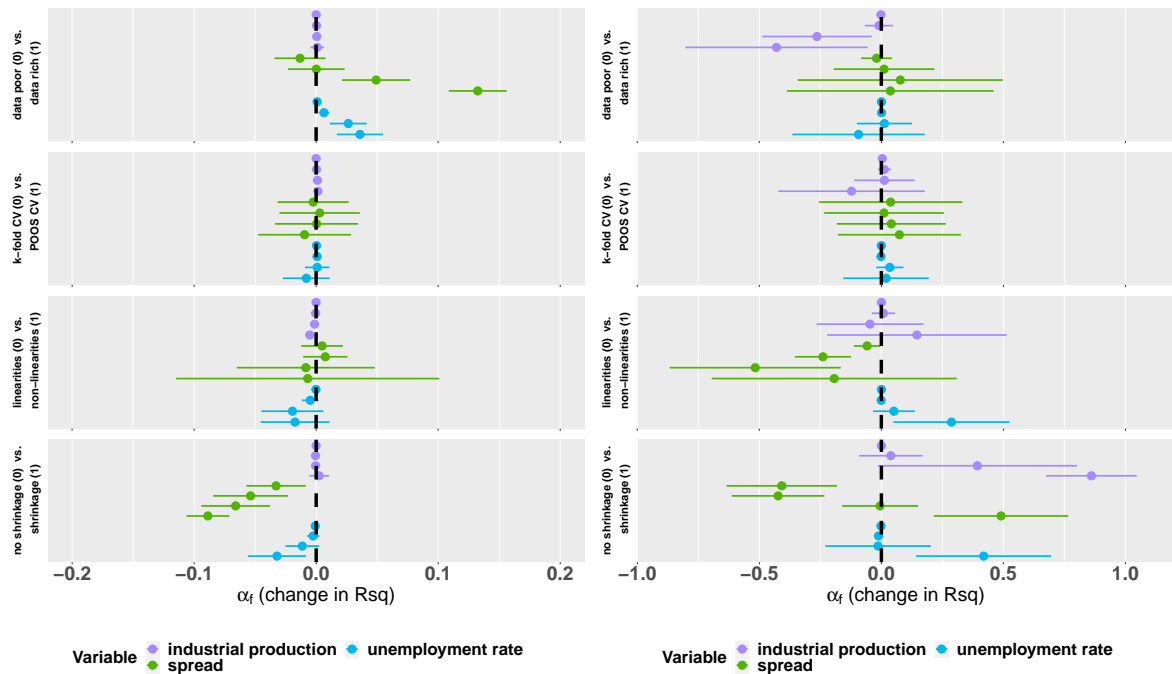 data poor (0) vs.
data rich (1)
k−fold CV (0) vs.
POOS CV (1)
linearities (0) vs.
non−linearities (1)
no shrinkage (0) vs.
shrinkage (1)
−0.2 −0.1 0.0 0.1 0.2
αf (change in Rsq)
Variable
industrial production
unemployment rate
spread
data poor (0) vs.
data rich (1)
k−fold CV (0) vs.
POOS CV (1)
linearities (0) vs.
non−linearities (1)
no shrinkage (0) vs.
shrinkage (1)
−1.0 −0.5 0.0 0.5 1.0
αf (change in Rsq)
Variable
industrial production
unemployment rate
spread